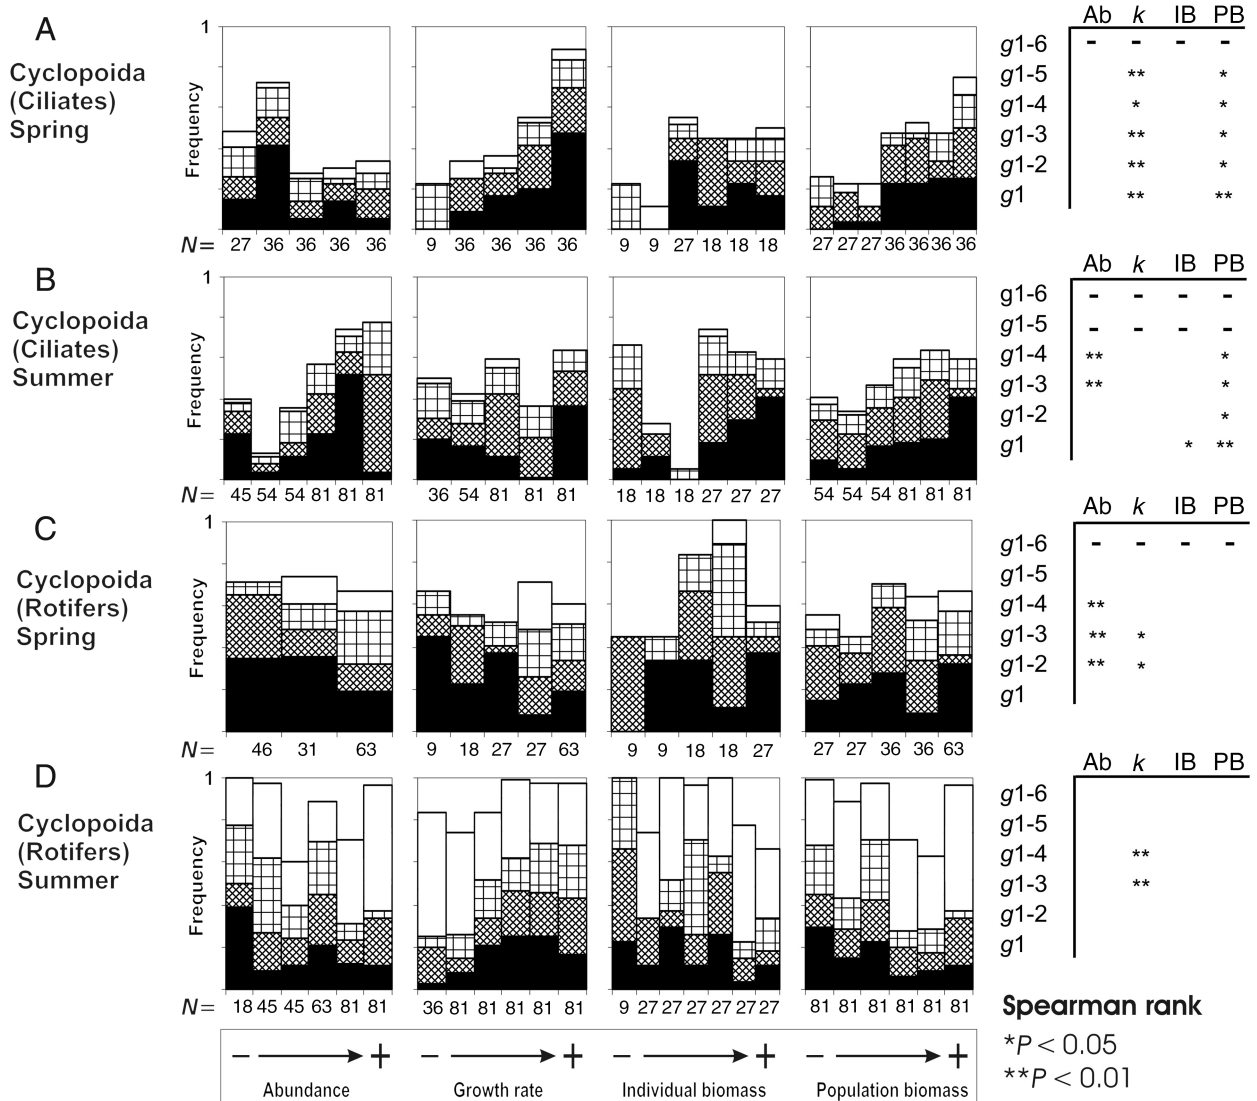 A
Cyclopoida
(Ciliates)
Spring
Frequency
1
N= 27 36 36 36 36
9 36 36 36 36
9 9 27 18 18 18
27 27 27 36 36 36 36
Ab k IB PB
g1-6 - - - -
g1-5 ** *
g1-4 * *
g1-3 ** *
g1-2 ** *
g1 ** **
B
Cyclopoida
(Ciliates)
Summer
Frequency
1
N= 45 54 54 81 81 81
36 54 81 81 81
18 18 18 27 27 27
54 54 54 81 81 81
Ab k IB PB
g1-6 - - - -
g1-5 - - - -
g1-4 ** *
g1-3 ** *
g1-2 *
g1 * **
C
Cyclopoida
(Rotifers)
Spring
Frequency
1
N= 46 31 63
9 18 27 27 63
9 9 18 18 27
27 27 36 36 63
Ab k IB PB
g1-6 - - - -
g1-5
g1-4 **
g1-3 ** *
g1-2 ** *
g1
D
Cyclopoida
(Rotifers)
Summer
Frequency
1
N= 18 45 45 63 81 81
36 81 81 81 81 81
9 27 27 27 27 27 27
81 81 81 81 81 81
Ab k IB PB
g1-6
g1-5
g1-4 **
g1-3 **
g1-2
g1
− +
Abundance
− +
Growth rate
− +
Individual biomass
− +
Population biomass
Spearman rank
*P < 0.05
**P < 0.01